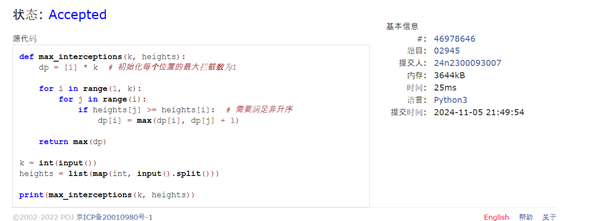 状态: Accepted
源代码
def max_interceptions(k, heights):
    dp = [1] * k  # 初始化每个位置的最大拦截数为1
    for i in range(1, k):
        for j in range(i):
            if heights[j] >= heights[i]:  # 需要满足非升序
                dp[i] = max(dp[i], dp[j] + 1)
    return max(dp)
k = int(input())
heights = list(map(int, input().split()))
print(max_interceptions(k, heights))
基本信息
#: 46978646
题目: 02945
提交人: 24n2300093007
内存: 3644kB
时间: 25ms
语言: Python3
提交时间: 2024-11-05 21:49:54
©2002-2022 POJ 京ICP备20010980号-1
English 帮助 关于